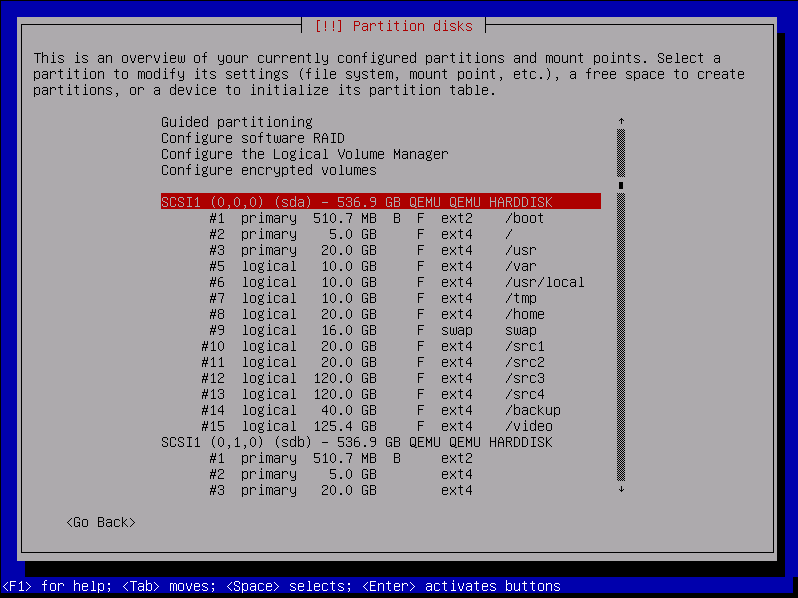 [!!] Partition disks
This is an overview of your currently configured partitions and mount points. Select a
partition to modify its settings (file system, mount point, etc.), a free space to create
partitions, or a device to initialize its partition table.
Guided partitioning
Configure software RAID
Configure the Logical Volume Manager
Configure encrypted volumes
SCSI1 (0,0,0) (sda) - 536.9 GB QEMU QEMU HARDDISK
#1 primary 510.7 MB B F ext2 /boot
#2 primary 5.0 GB F ext4 /
#3 primary 20.0 GB F ext4 /usr
#5 logical 10.0 GB F ext4 /var
#6 logical 10.0 GB F ext4 /usr/local
#7 logical 10.0 GB F ext4 /tmp
#8 logical 20.0 GB F ext4 /home
#9 logical 16.0 GB F swap swap
#10 logical 20.0 GB F ext4 /src1
#11 logical 20.0 GB F ext4 /src2
#12 logical 120.0 GB F ext4 /src3
#13 logical 120.0 GB F ext4 /src4
#14 logical 40.0 GB F ext4 /backup
#15 logical 125.4 GB F ext4 /video
SCSI1 (0,1,0) (sdb) - 536.9 GB QEMU QEMU HARDDISK
#1 primary 510.7 MB B ext2
#2 primary 5.0 GB ext4
#3 primary 20.0 GB ext4
<Go Back>
<F1> for help; <Tab> moves; <Space> selects; <Enter> activates buttons